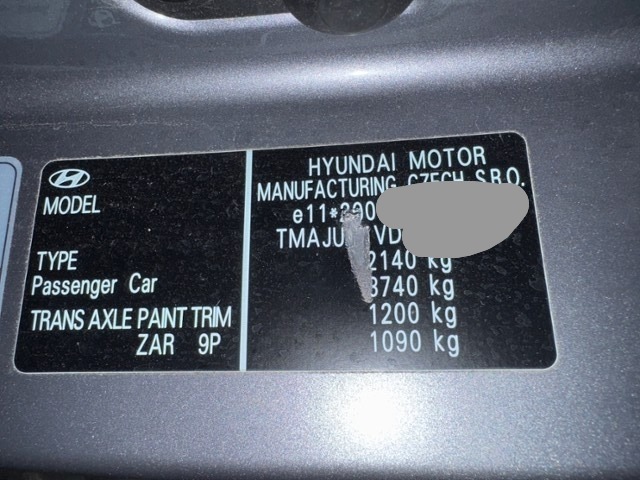 MODEL
TYPE
Passenger Car
TRANS AXLE PAINT TRIM
ZAR 9P
HYUNDAI MOTOR
MANUFACTURING CZECH S.R.O.
2140 kg
3740 kg
1200 kg
1090 kg